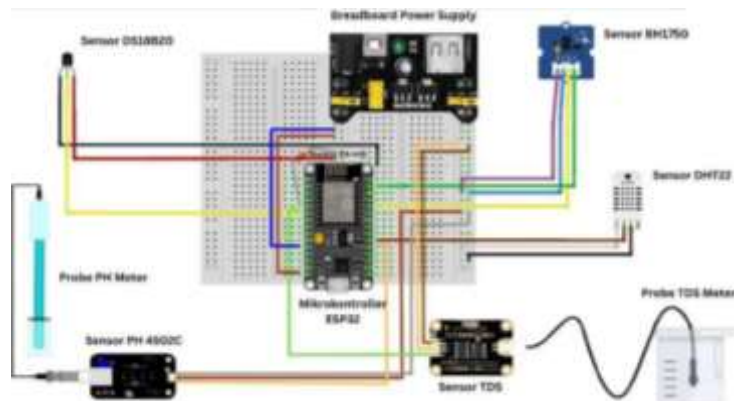 Breadboard Power Supply
Sensor DS18B20
Sensor BH1750
Sensor DHT22
Probe PH Meter
Mikrokontroller
ESP32
Probe TDS Meter
Sensor PH 4502C
Sensor TDS